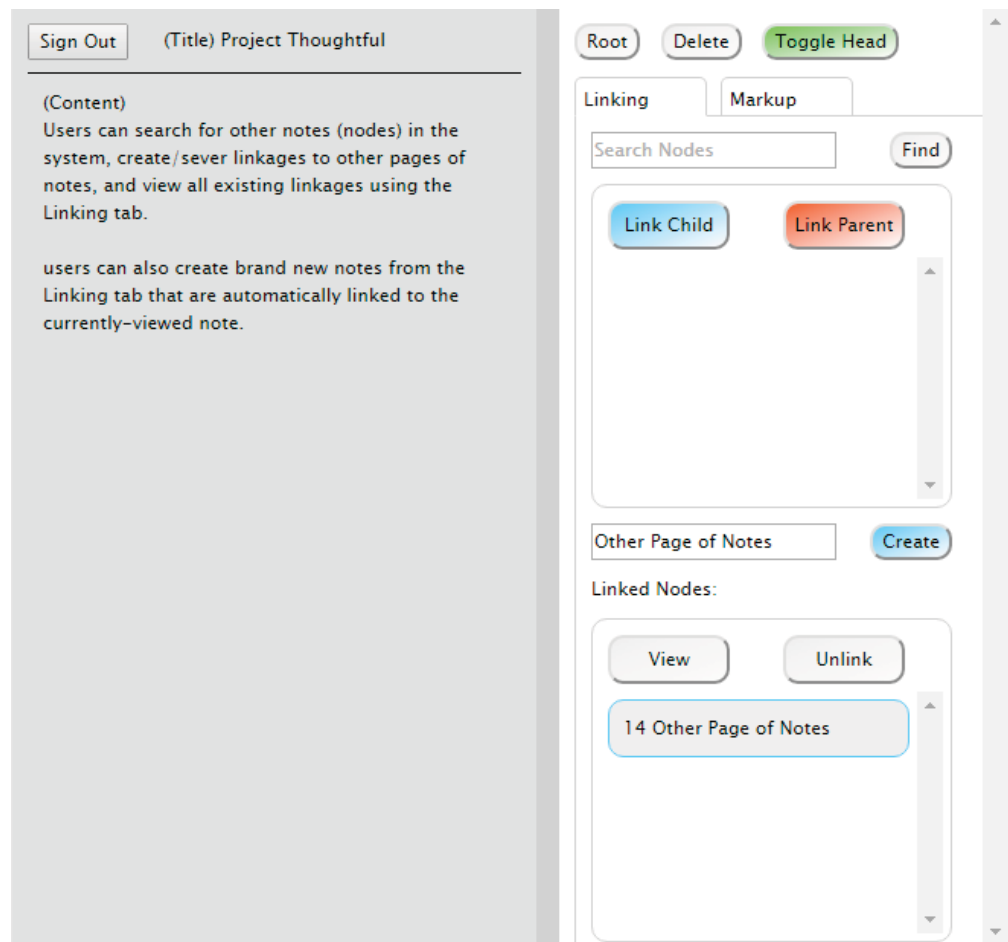 Sign Out
(Title) Project Thoughtful
(Content)
Users can search for other notes (nodes) in the
system, create/sever linkages to other pages of
notes, and view all existing linkages using the
Linking tab.
users can also create brand new notes from the
Linking tab that are automatically linked to the
currently-viewed note.
Root
Delete
Toggle Head
Linking
Markup
Search Nodes
Find
Link Child
Link Parent
Other Page of Notes
Create
Linked Nodes:
View
Unlink
14 Other Page of Notes